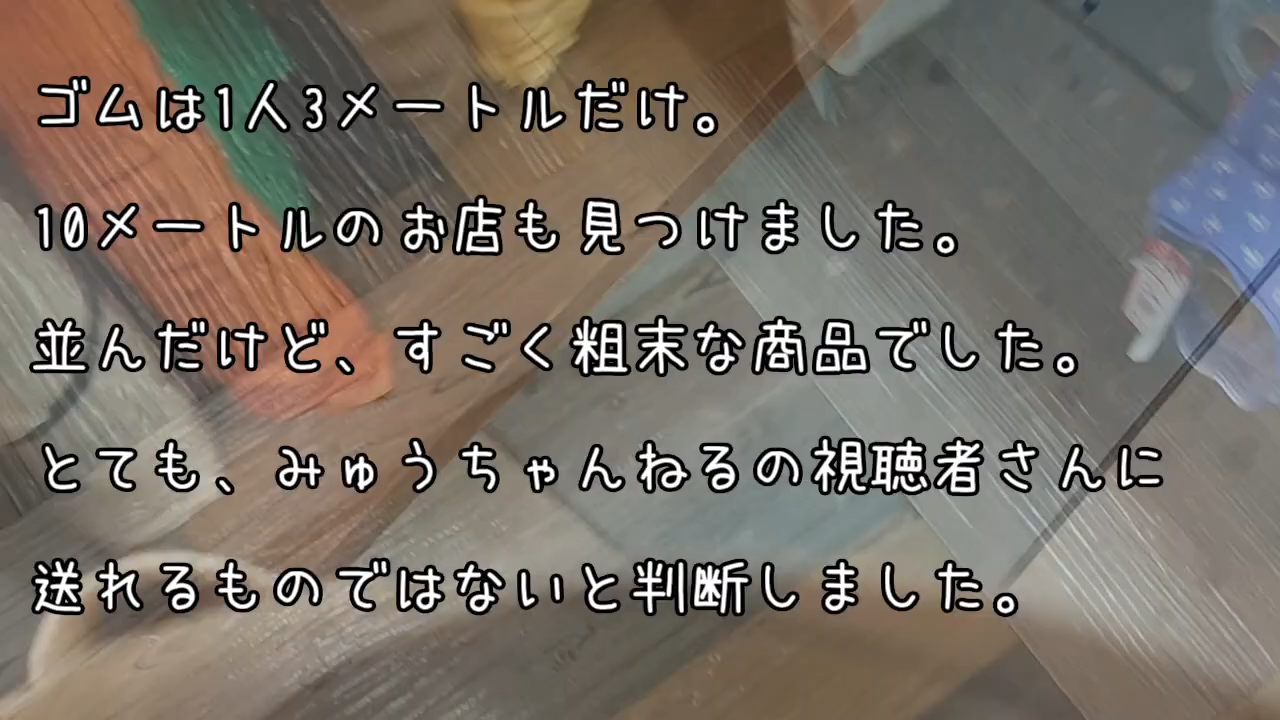 ゴムは1人3メートルだけ。
10メートルのお店も見つけました。
並んだけど、すごく粗末な商品でした。
とても、みゅうちゃんねるの視聴者さんに
送れるものではないと判断しました。